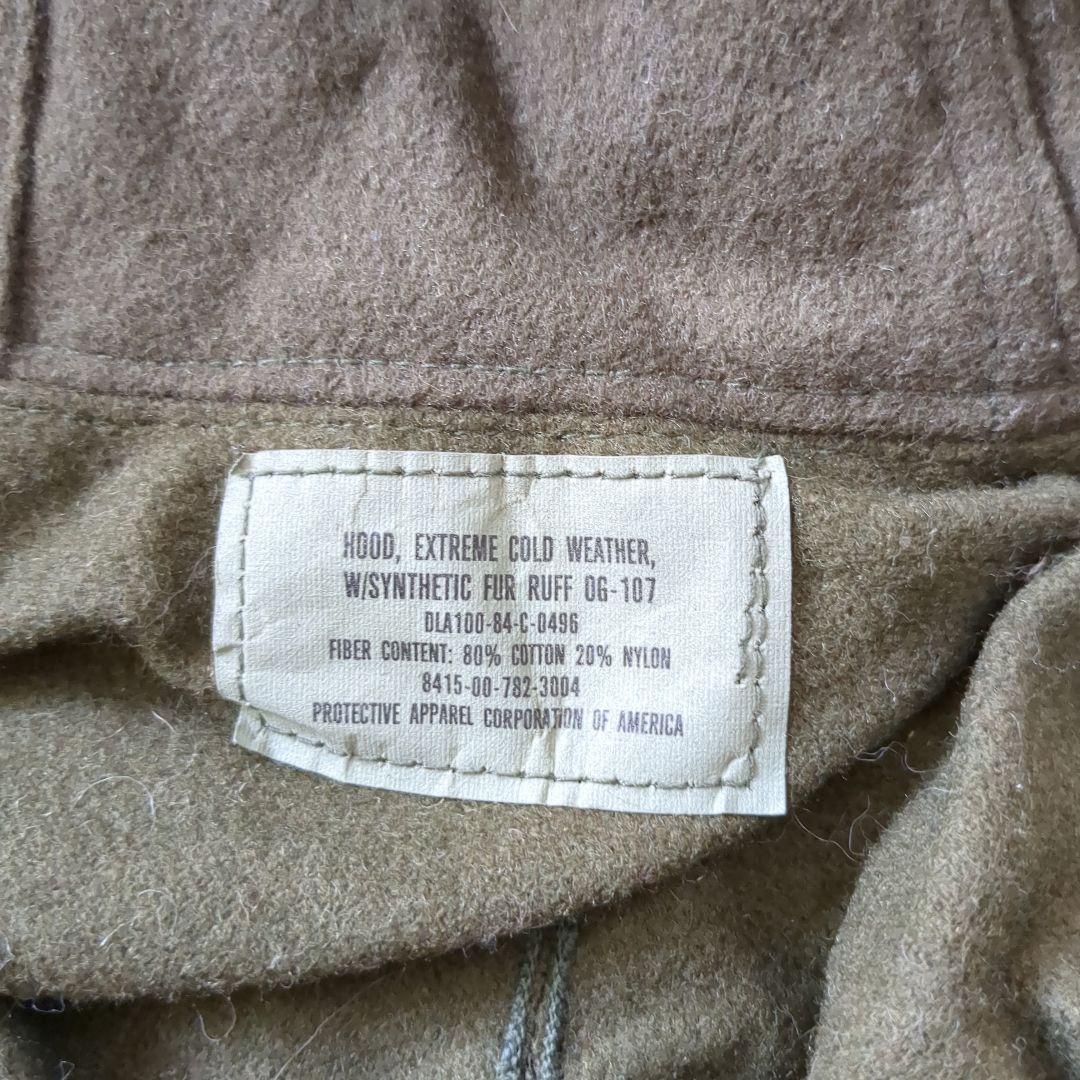 HOOD, EXTREME COLD WEATHER,
W/SYNTHETIC FUR RUFF OG-107
DLA100-84-C-0496
FIBER CONTENT: 80% COTTON 20% NYLON
8415-00-782-3004
PROTECTIVE APPAREL CORPORATION OF AMERICA